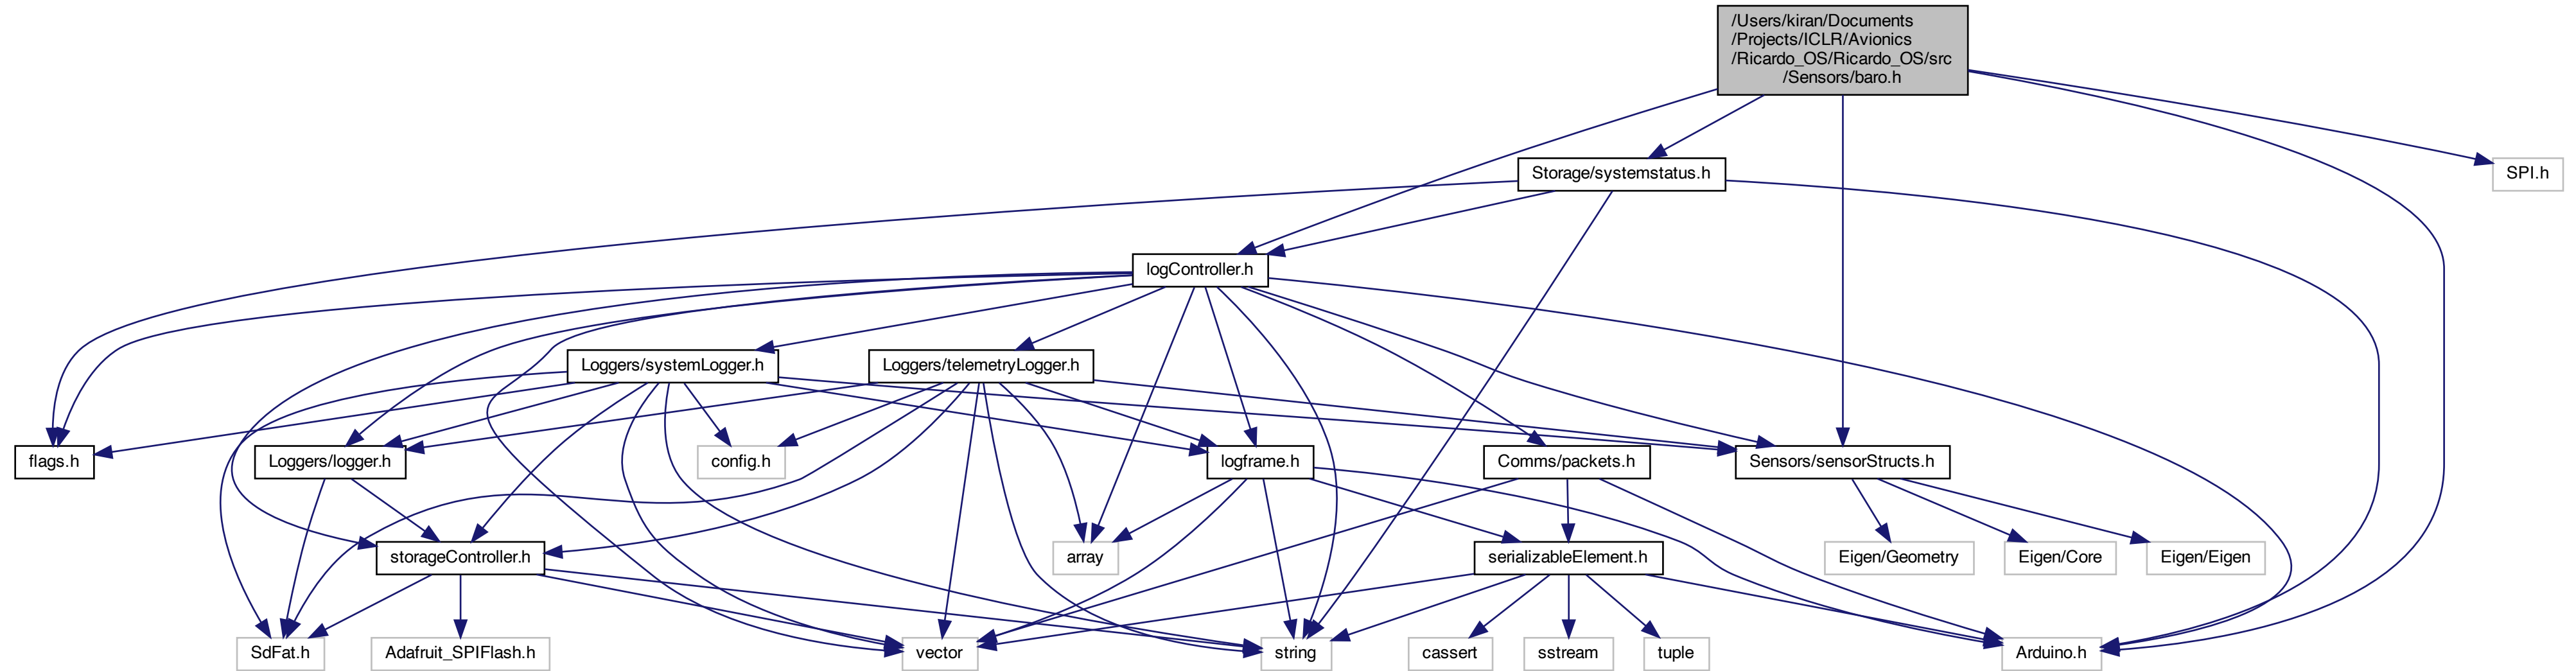 /Users/kiran/Documents
/Projects/ICLR/Avionics
/Ricardo_OS/Ricardo_OS/src
/Sensors/baro.h
Storage/systemstatus.h
SPI.h
logController.h
Loggers/systemLogger.h
Loggers/telemetryLogger.h
flags.h
Loggers/logger.h
config.h
logframe.h
Comms/packets.h
Sensors/sensorStructs.h
storageController.h
array
serializableElement.h
Eigen/Geometry
Eigen/Core
Eigen/Eigen
SdFat.h
Adafruit_SPIFlash.h
vector
string
cassert
sstream
tuple
Arduino.h